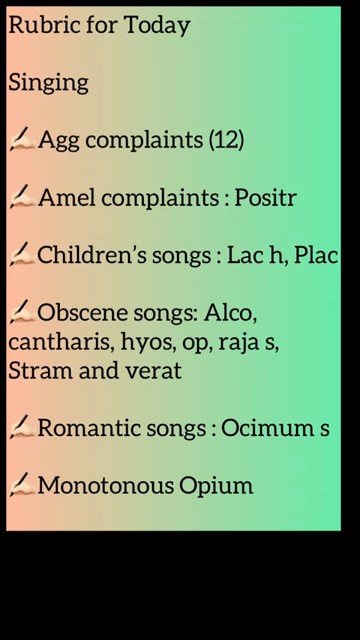 Rubric for Today
Singing
✍🏻Agg complaints (12)
✍🏻Amel complaints : Positr
✍🏻Children’s songs : Lac h, Plac
✍🏻Obscene songs: Alco,
cantharis, hyos, op, raja s,
Stram and verat
✍🏻Romantic songs : Ocimum s
✍🏻Monotonous Opium